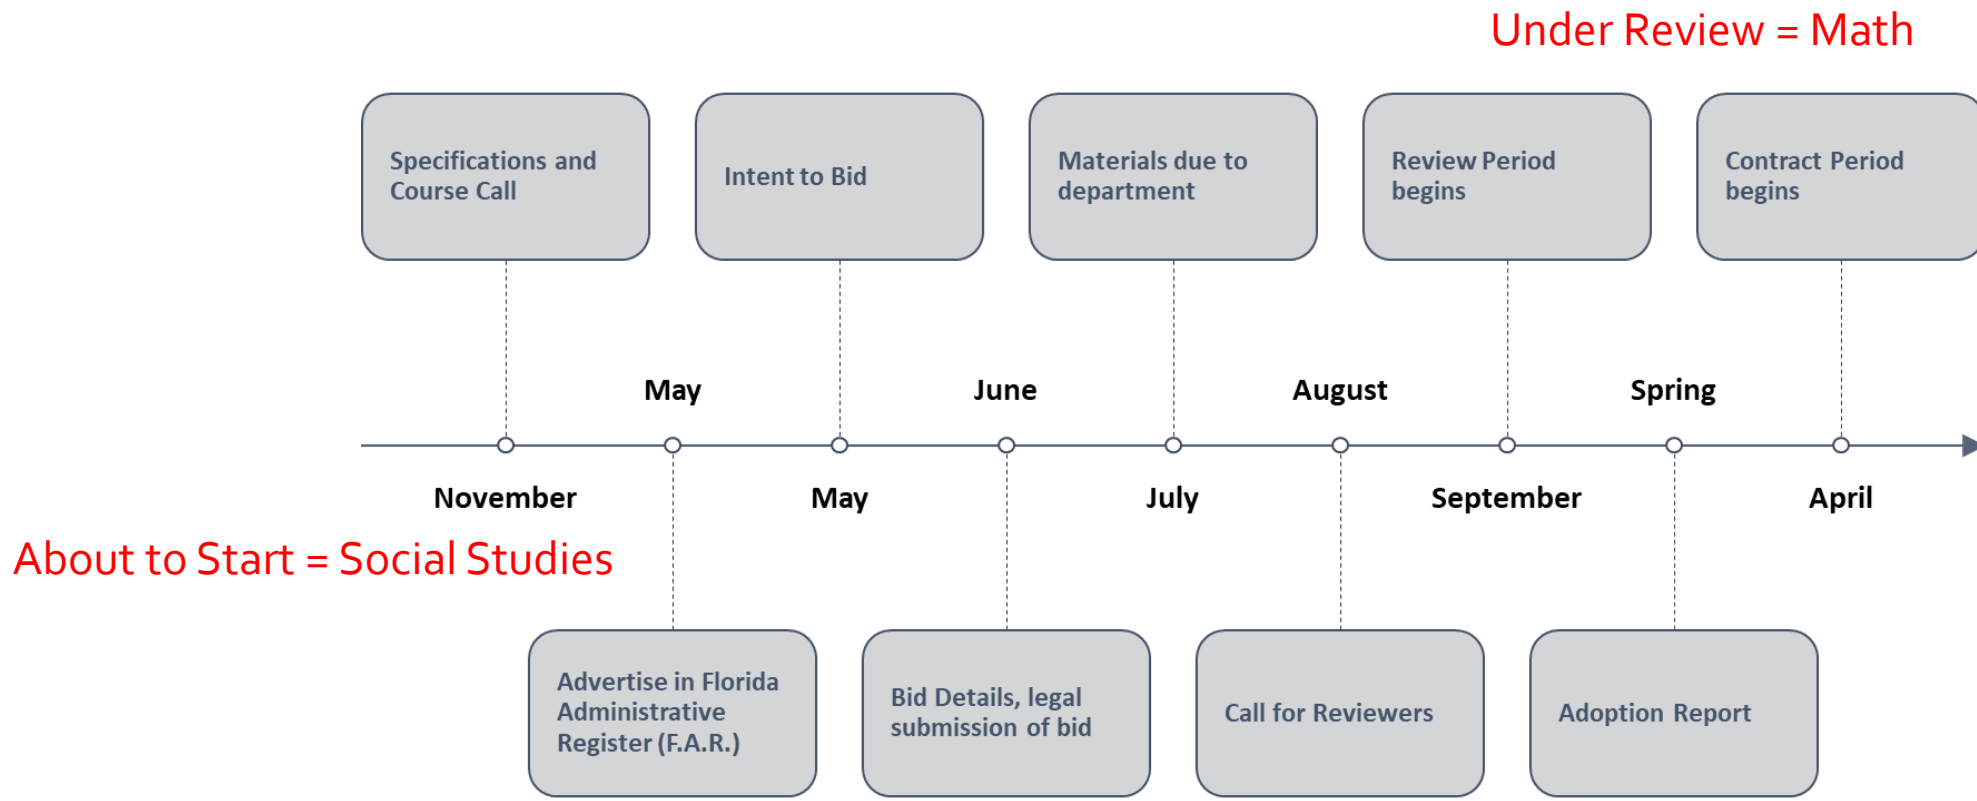 Under Review = Math
Specifications and
Course Call
Intent to Bid
Materials due to
department
Review Period
begins
Contract Period
begins
May
June
August
Spring
November
May
July
September
April
About to Start = Social Studies
Advertise in Florida
Administrative
Register (F.A.R.)
Bid Details, legal
submission of bid
Call for Reviewers
Adoption Report